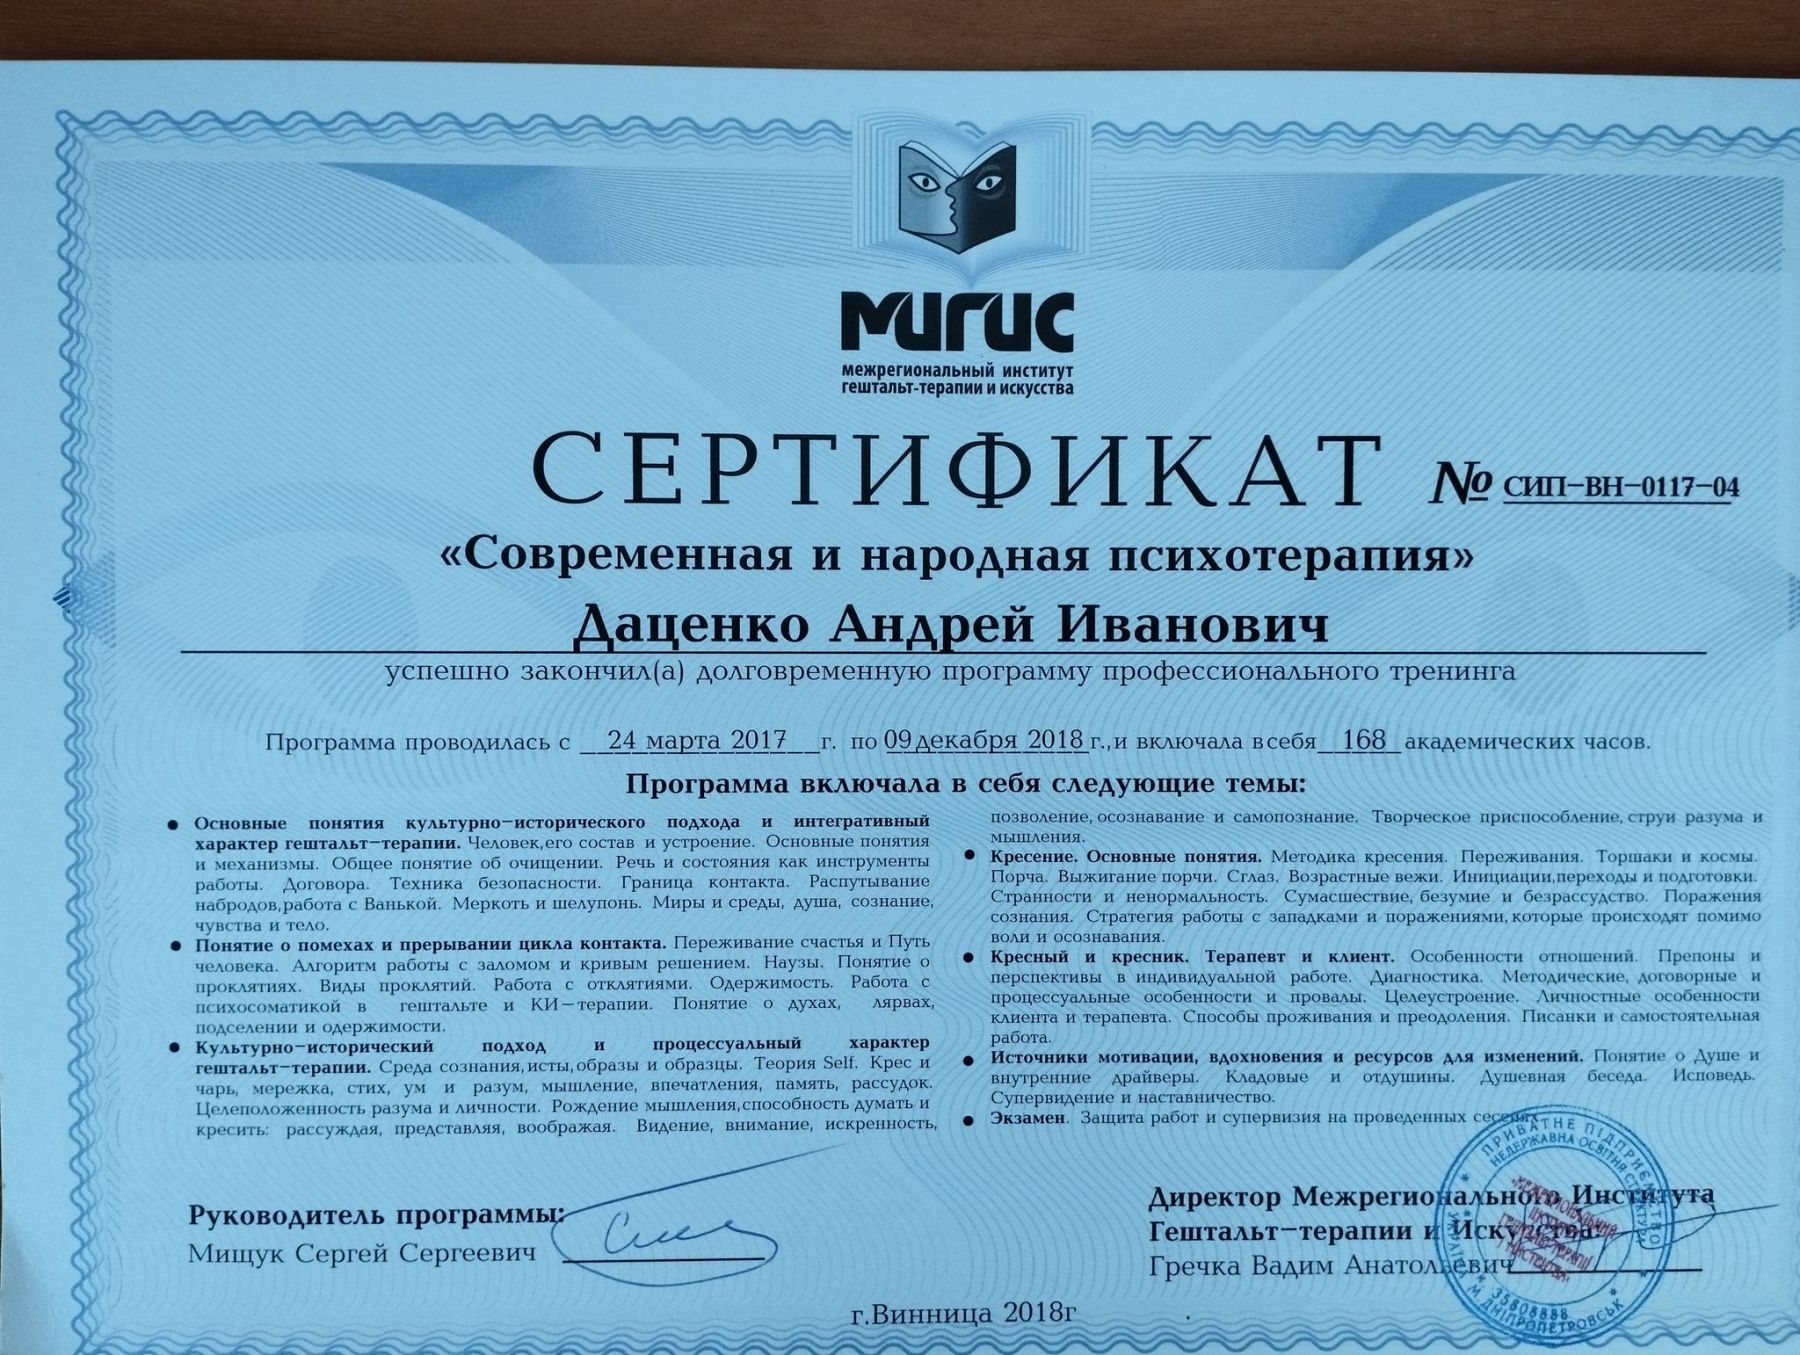 МИГИС
межрегиональный институт
гештальт-терапии и искусства
СЕРТИФИКАТ № СИП-ВН-0117-04
«Современная и народная психотерапия»
Даценко Андрей Иванович
успешно закончил(а) долговременную программу профессионального тренинга
Программа проводилась с 24 марта 2017 г. по 09 декабря 2018 г., и включала в себя 168 академических часов.
Программа включала в себя следующие темы:
● Основные понятия культурно-исторического подхода и интегративный
характер гештальт-терапии. Человек, его состав и устроение. Основные понятия
и механизмы. Общее понятие об очищении. Речь и состояния как инструменты
работы. Договора. Техника безопасности. Граница контакта. Распутывание
набродов, работа с Ванькой. Меркоть и шелупонь. Миры и среды, душа, сознание,
чувства и тело.
● Понятие о помехах и прерывании цикла контакта. Переживание счастья и Путь
человека. Алгоритм работы с заломом и кривым решением. Наузы. Понятие о
проклятиях. Виды проклятий. Работа с отклятиями. Одержимость. Работа с
психосоматикой в гештальте и КИ-терапии. Понятие о духах, лярвах,
подселении и одержимости.
● Культурно-исторический подход и процессуальный характер
гештальт-терапии. Среда сознания, исты, образы и образцы. Теория Self. Крес и
чарь, мережка, стих, ум и разум, мышление, впечатления, память, рассудок.
Целеположенность разума и личности. Рождение мышления, способность думать и
кресить: рассуждая, представляя, воображая. Видение, внимание, искренность,
позволение, осознавание и самопознание. Творческое приспособление, струи разума и
мышления.
● Кресение. Основные понятия. Методика кресения. Переживания. Торшаки и космы.
Порча. Выжигание порчи. Сглаз. Возрастные вежи. Инициации, переходы и подготовки.
Странности и ненормальность. Сумасшествие, безумие и безрассудство. Поражения
сознания. Стратегия работы с западками и поражениями, которые происходят помимо
воли и осознавания.
● Кресный и кресник. Терапевт и клиент. Особенности отношений. Препоны и
перспективы в индивидуальной работе. Диагностика. Методические, договорные и
процессуальные особенности и провалы. Целеустроение. Личностные особенности
клиента и терапевта. Способы проживания и преодоления. Писанки и самостоятельная
работа.
● Источники мотивации, вдохновения и ресурсов для изменений. Понятие о Душе и
внутренние драйверы. Кладовые и отдушины. Душевная беседа. Исповедь.
Супервидение и наставничество.
● Экзамен. Защита работ и супервизия на проведенных сессиях
Руководитель программы:
Мищук Сергей Сергеевич
Директор Межрегионального Института
Гештальт-терапии и Искусства:
Гречка Вадим Анатольевич
ПРИВАТНЕ ПІДПРИЄМСТВО
НЕДЕРЖАВНА ОСВІТНЯ СТРУКТУРА
«МІЖРЕГІОНАЛЬНИЙ
ІНСТИТУТ
ГЕШТАЛЬТ-ТЕРАПІЇ
І МИСТЕЦТВА»
35808888
УКРАЇНА М. ДНІПРОПЕТРОВСЬК
г.Винница 2018г